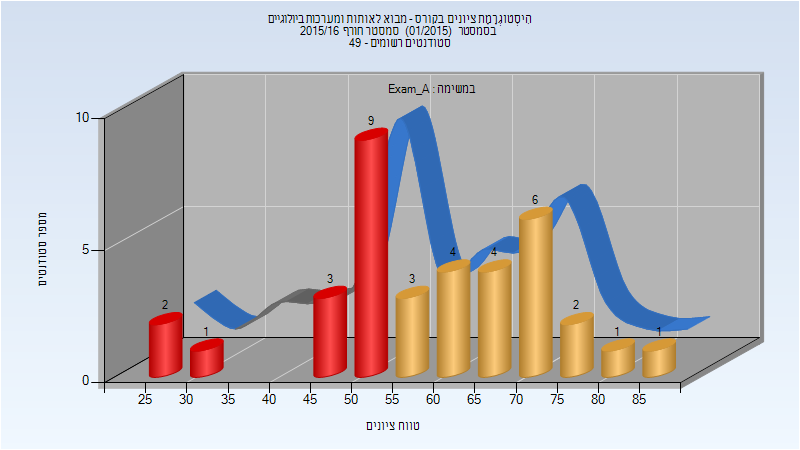 היסטוגרמת ציונים בקורס - מבוא לאותות ומערכות ביולוגיים
בסמסטר (01/2015) סמסטר חורף 2015/16
סטודנטים רשומים - 49
במשימה : Exam_A
מספר סטודנטים
10
5
0
2
1
3
9
3
4
4
6
2
1
1
25 30 35 40 45 50 55 60 65 70 75 80 85
טווח ציונים